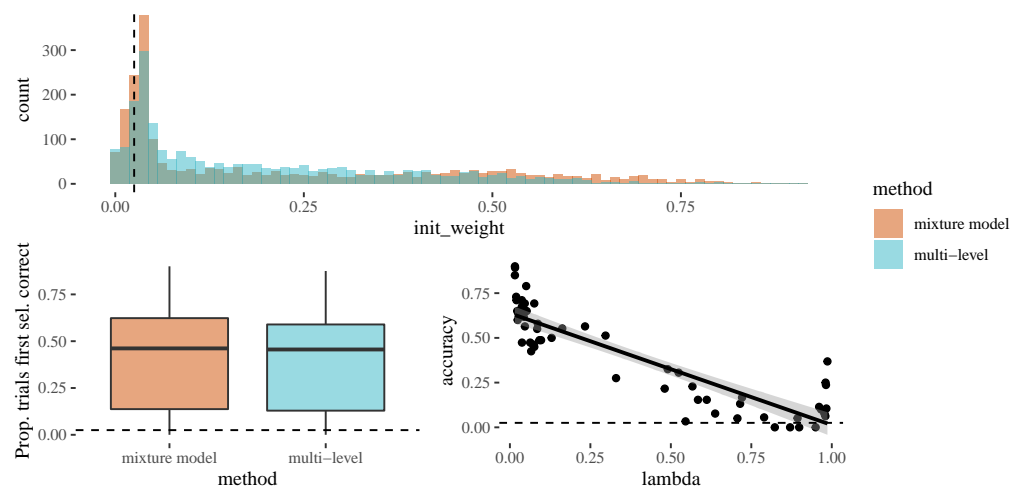 count
300
200
100
0
0.00 0.25 0.50 0.75
init_weight
method
mixture model
multi−level
Prop. trials first sel. correct
0.75
0.50
0.25
0.00
mixture model multi−level
method
accuracy
0.75
0.50
0.25
0.00
0.00 0.25 0.50 0.75 1.00
lambda